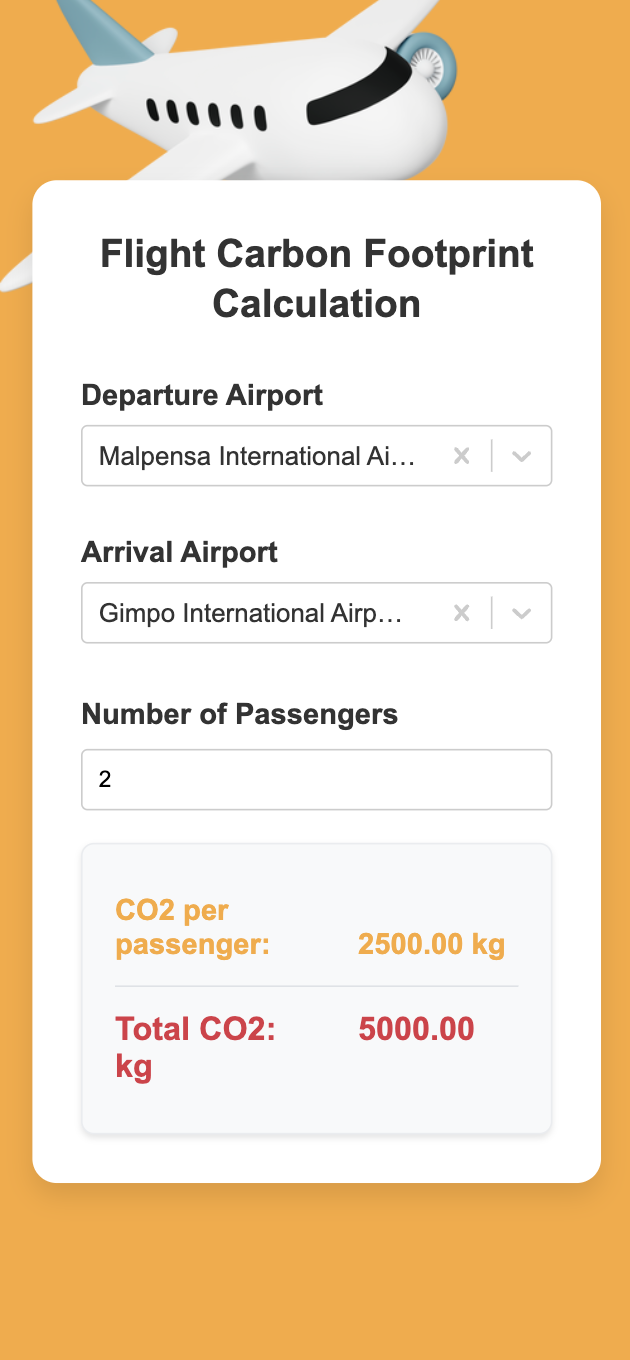 Flight Carbon Footprint
Calculation
Departure Airport
Malpensa International Ai…
Arrival Airport
Gimpo International Airp…
Number of Passengers
2
CO2 per
passenger: 2500.00 kg
Total CO2: 5000.00
kg